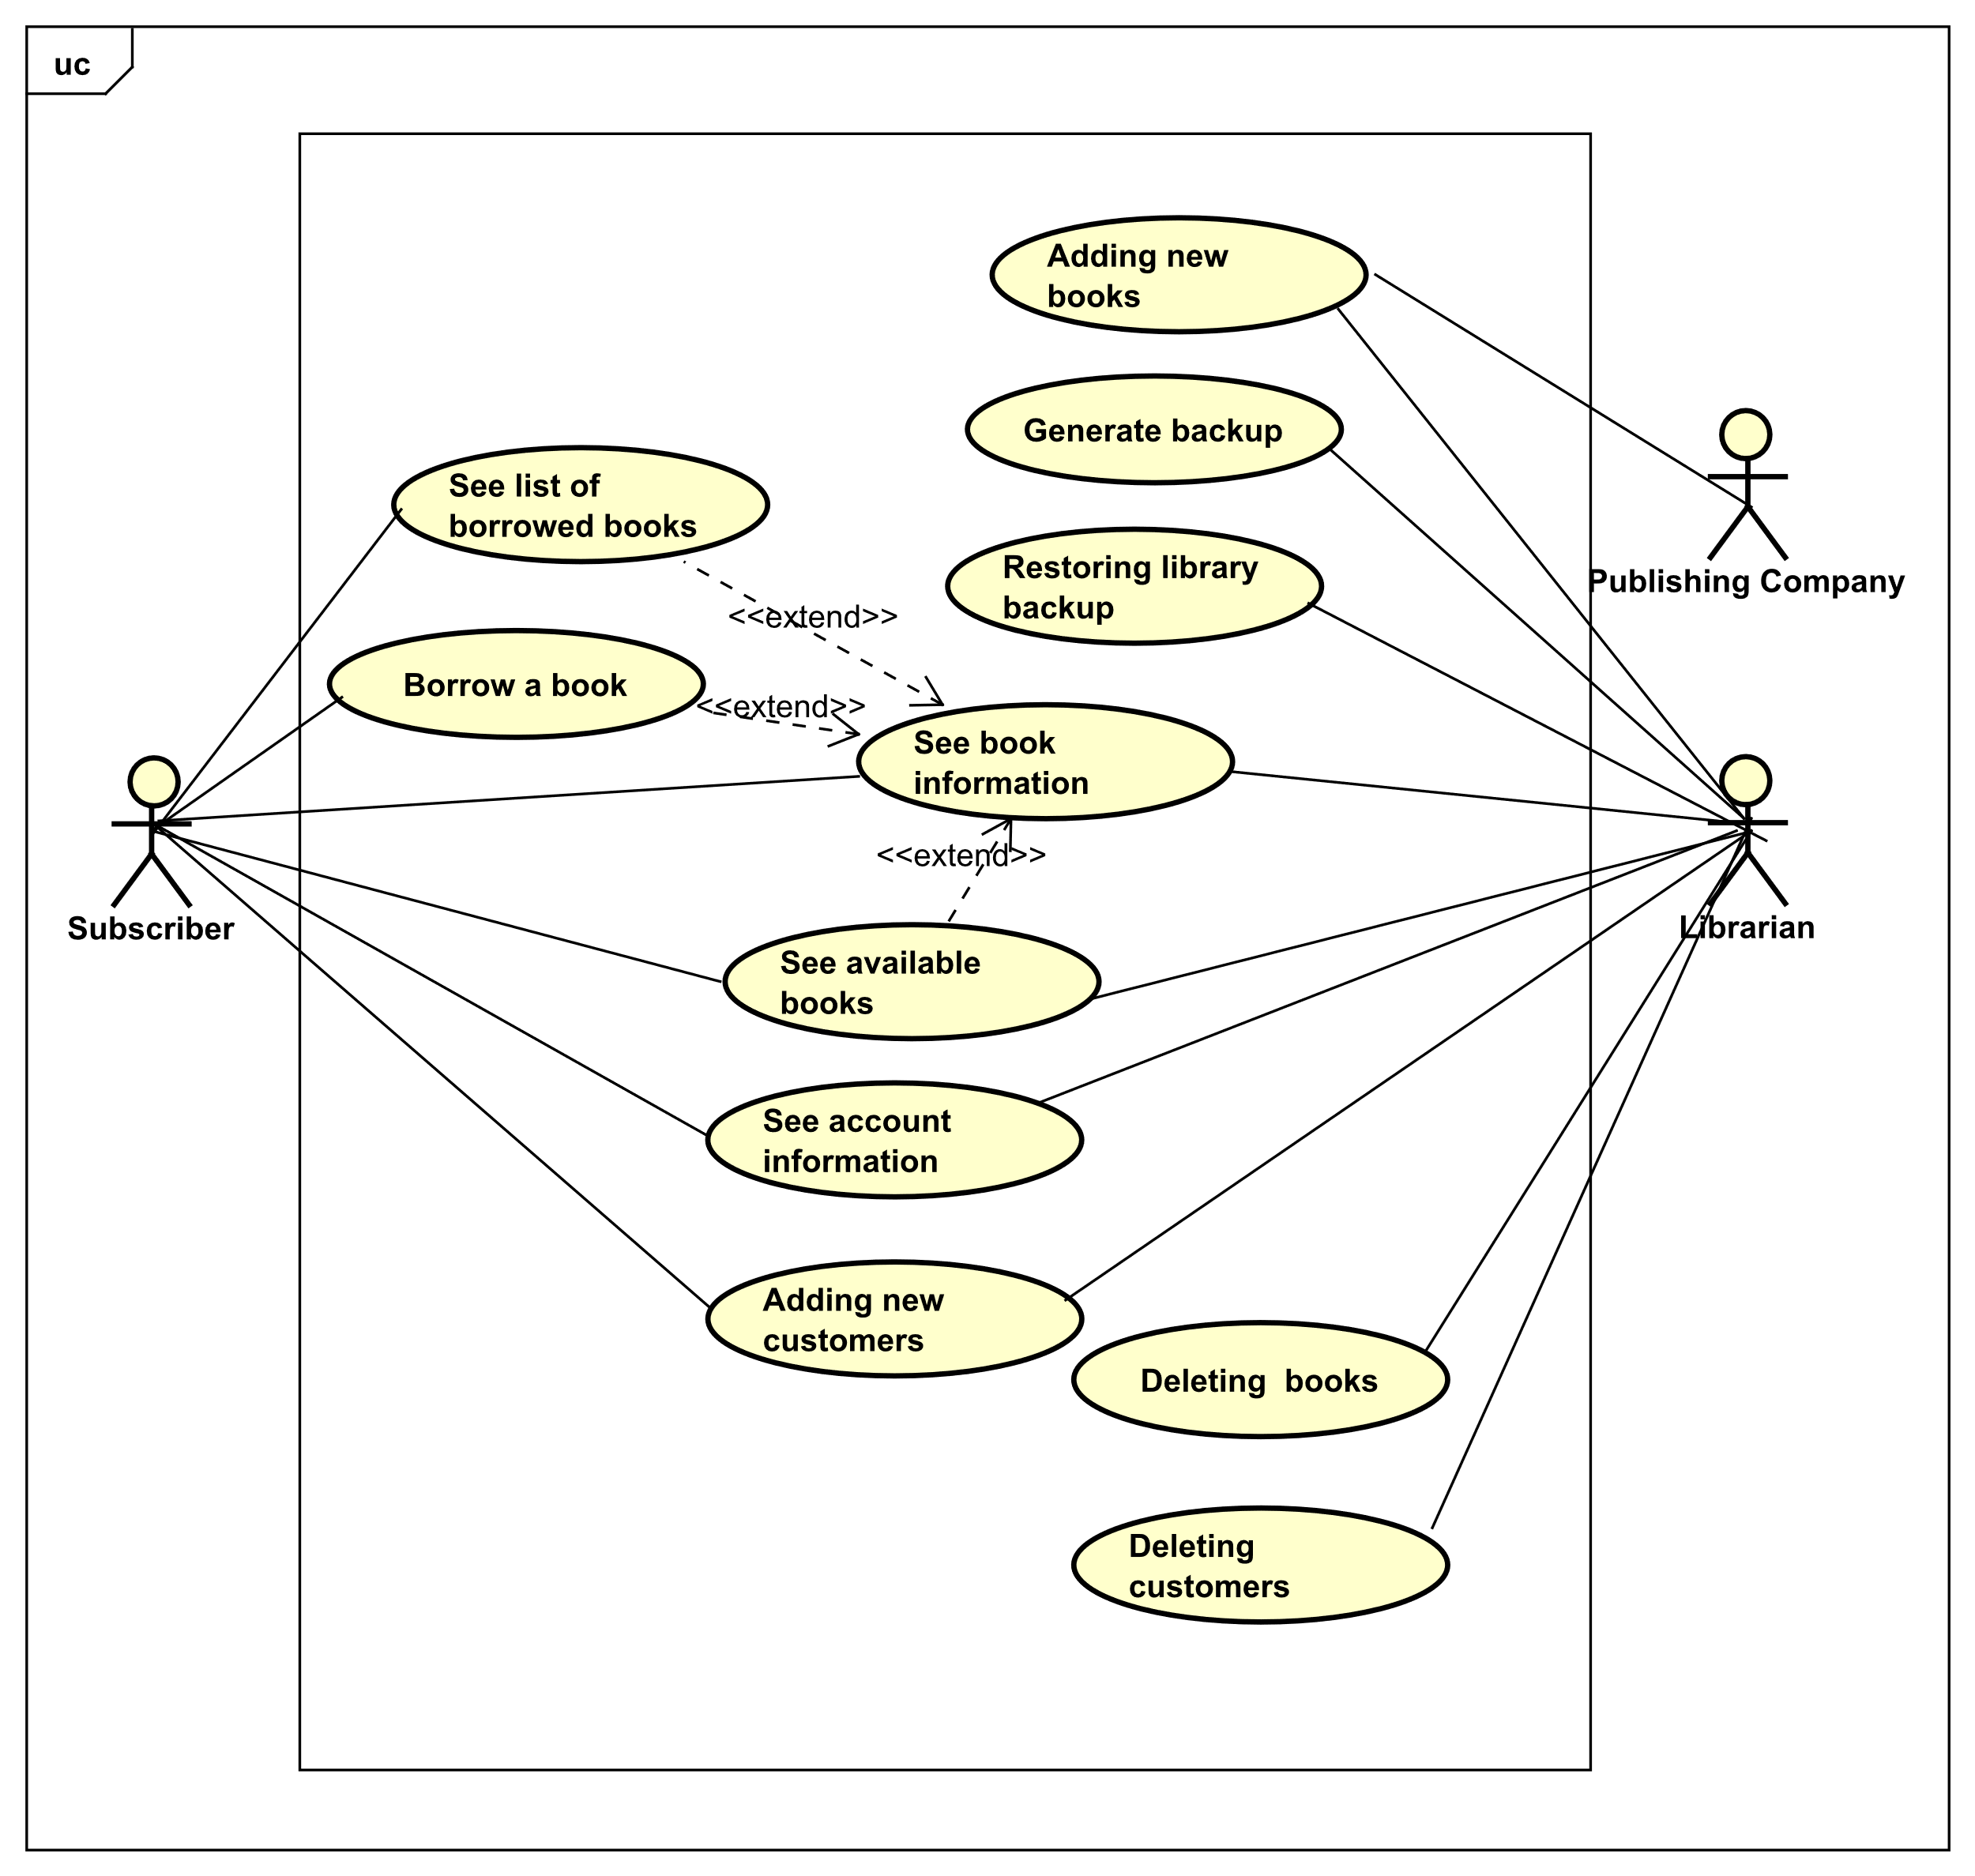 uc
Adding new
books
Generate backup
See list of
borrowed books
Restoring library
backup
Publishing Company
<<extend>>
Borrow a book
<<extend>>
See book
information
<<extend>>
Subscriber
Librarian
See available
books
See account
information
Adding new
customers
Deleting  books
Deleting
customers